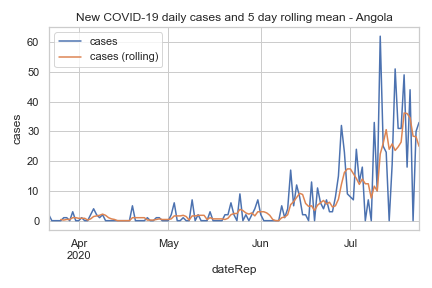 New COVID-19 daily cases and 5 day rolling mean - Angola
cases
cases (rolling)
60
50
40
30
20
10
0
cases
Apr
2020
May
Jun
Jul
dateRep